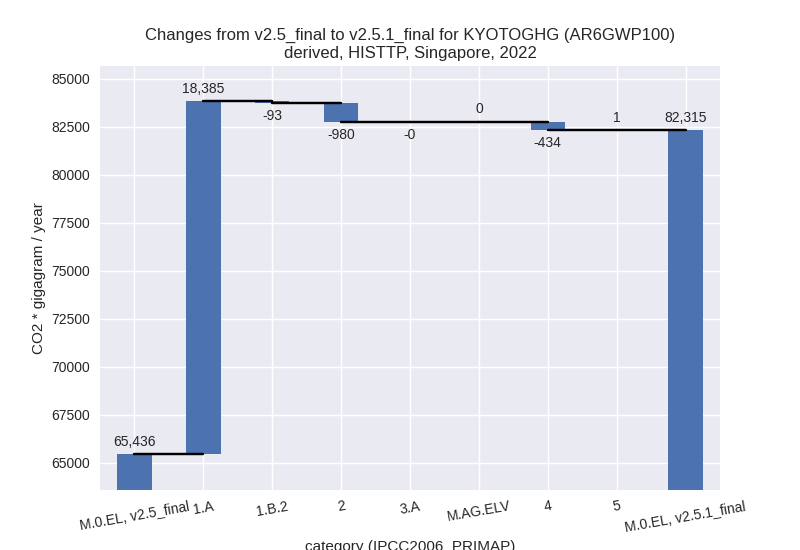 Changes from v2.5_final to v2.5.1_final for KYOTOGHG (AR6GWP100)
derived, HISTTP, Singapore, 2022
85000
82500
80000
77500
75000
72500
70000
67500
65000
CO2 * gigagram / year
65,436
18,385
-93
-980
-0
0
-434
1
82,315
M.0.EL, v2.5_final
1.A
1.B.2
2
3.A
M.AG.ELV
4
5
M.0.EL, v2.5.1_final
category (IPCC2006_PRIMAP)